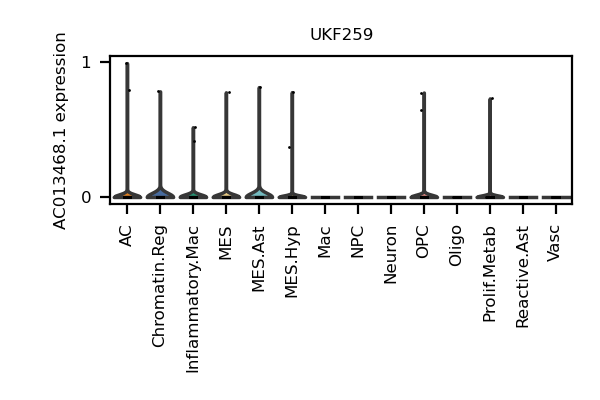 UKF259
AC013468.1 expression
1
0
AC
Chromatin.Reg
Inflammatory.Mac
MES
MES.Ast
MES.Hyp
Mac
NPC
Neuron
OPC
Oligo
Prolif.Metab
Reactive.Ast
Vasc